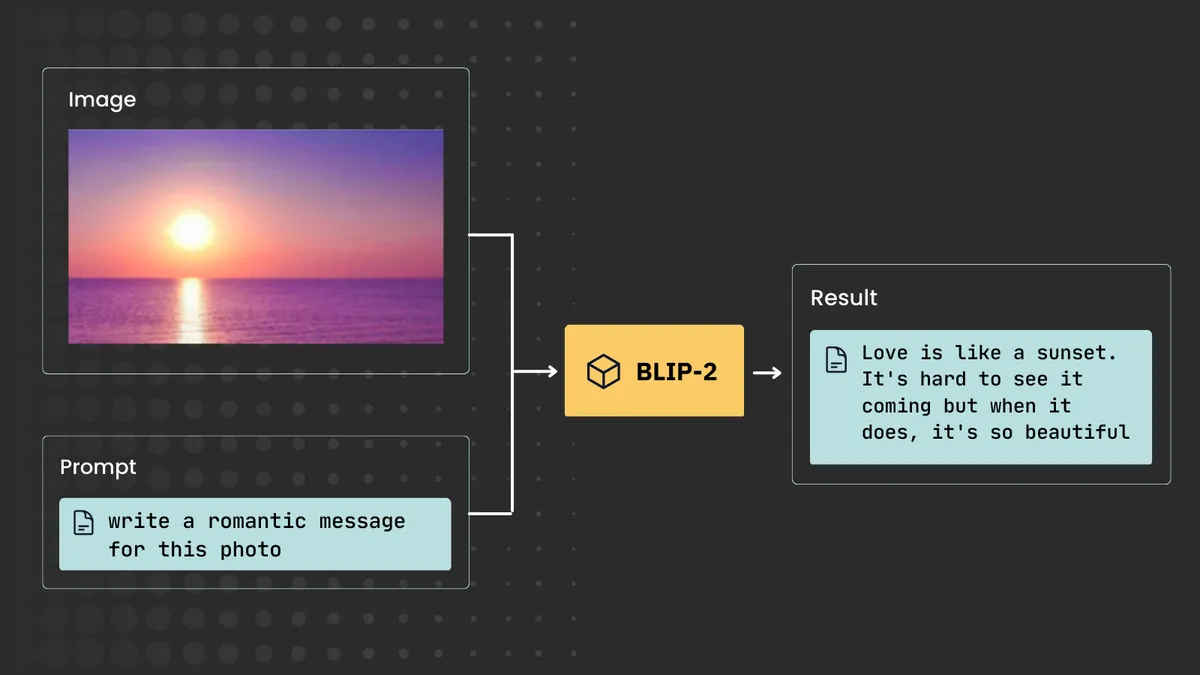 Image
Prompt
write a romantic message
for this photo
BLIP-2
Result
Love is like a sunset.
It's hard to see it
coming but when it
does, it's so beautiful